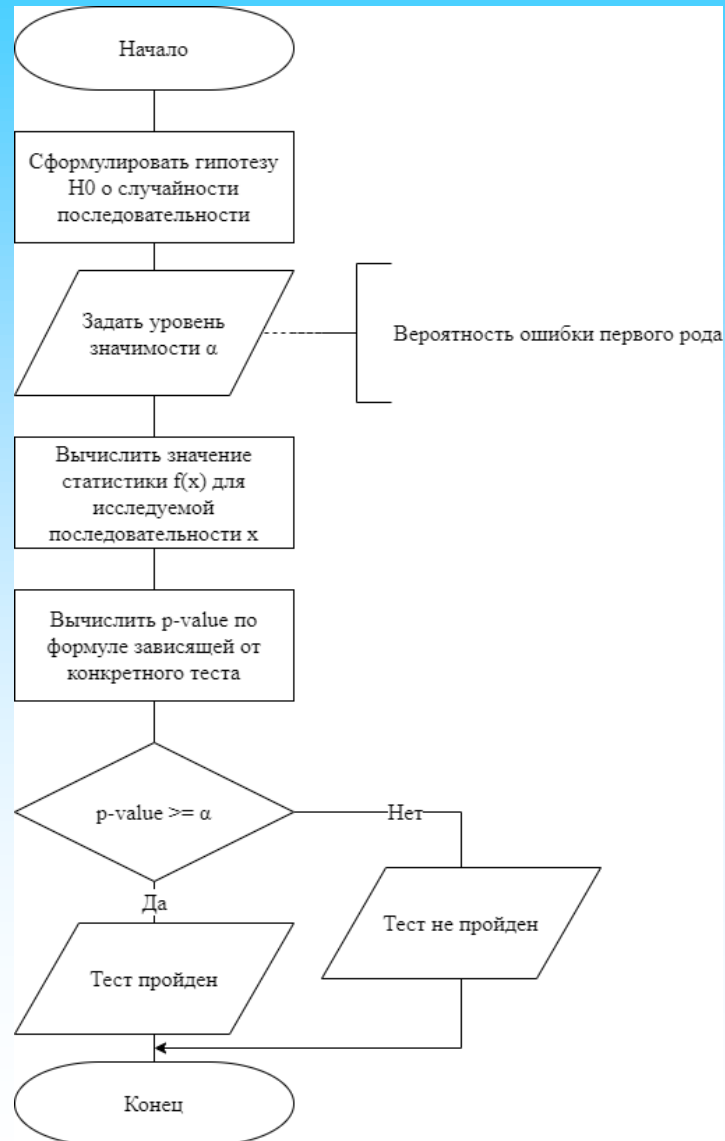 Начало
Сформулировать гипотезу
H0 о случайности
последовательности
Задать уровень
значимости α
Вероятность ошибки первого рода
Вычислить значение
статистики f(x) для
исследуемой
последовательности x
Вычислить p-value по
формуле зависящей от
конкретного теста
p-value >= α
Нет
Да
Тест не пройден
Тест пройден
Конец